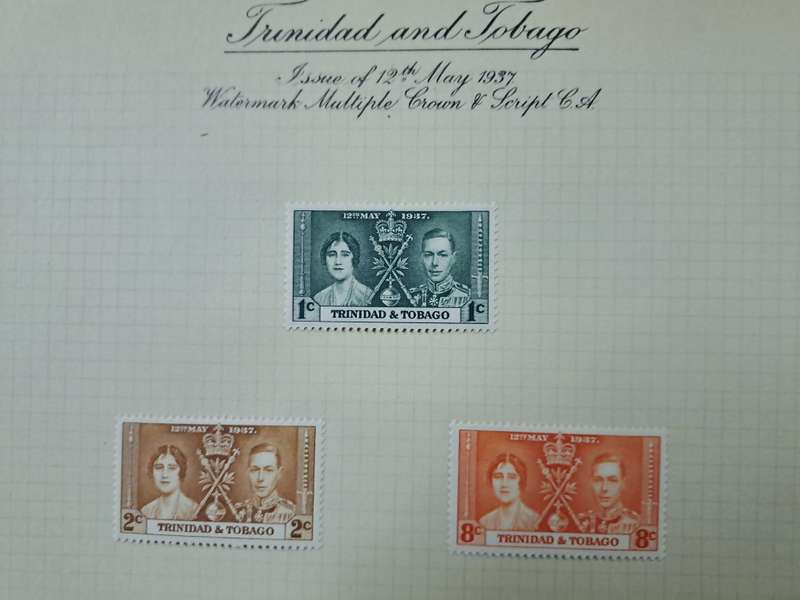 Trinidad and Tobago
Issue of 12th May 1937
Watermark Multiple Crown & Script C.A
12TH MAY 1937.
1c 1c
TRINIDAD & TOBAGO
12TH MAY 1937.
2c 2c
TRINIDAD & TOBAGO
12TH MAY 1937.
8c 8c
TRINIDAD & TOBAGO